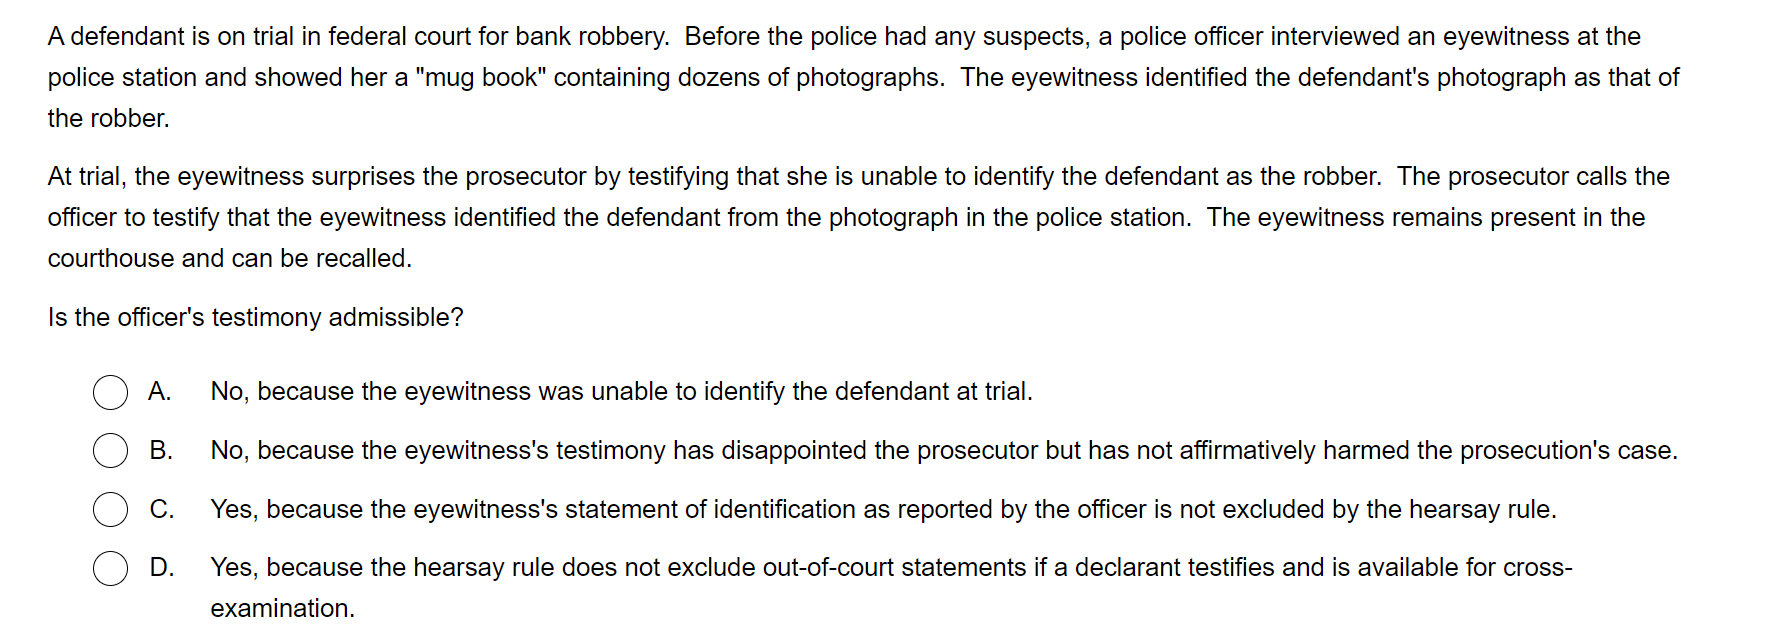 A defendant is on trial in federal court for bank robbery.  Before the police had any suspects, a police officer interviewed an eyewitness at the
police station and showed her a "mug book" containing dozens of photographs.  The eyewitness identified the defendant's photograph as that of
the robber.
At trial, the eyewitness surprises the prosecutor by testifying that she is unable to identify the defendant as the robber.  The prosecutor calls the
officer to testify that the eyewitness identified the defendant from the photograph in the police station.  The eyewitness remains present in the
courthouse and can be recalled.
Is the officer's testimony admissible?
A. No, because the eyewitness was unable to identify the defendant at trial.
B. No, because the eyewitness's testimony has disappointed the prosecutor but has not affirmatively harmed the prosecution's case.
C. Yes, because the eyewitness's statement of identification as reported by the officer is not excluded by the hearsay rule.
D. Yes, because the hearsay rule does not exclude out-of-court statements if a declarant testifies and is available for cross-
examination.